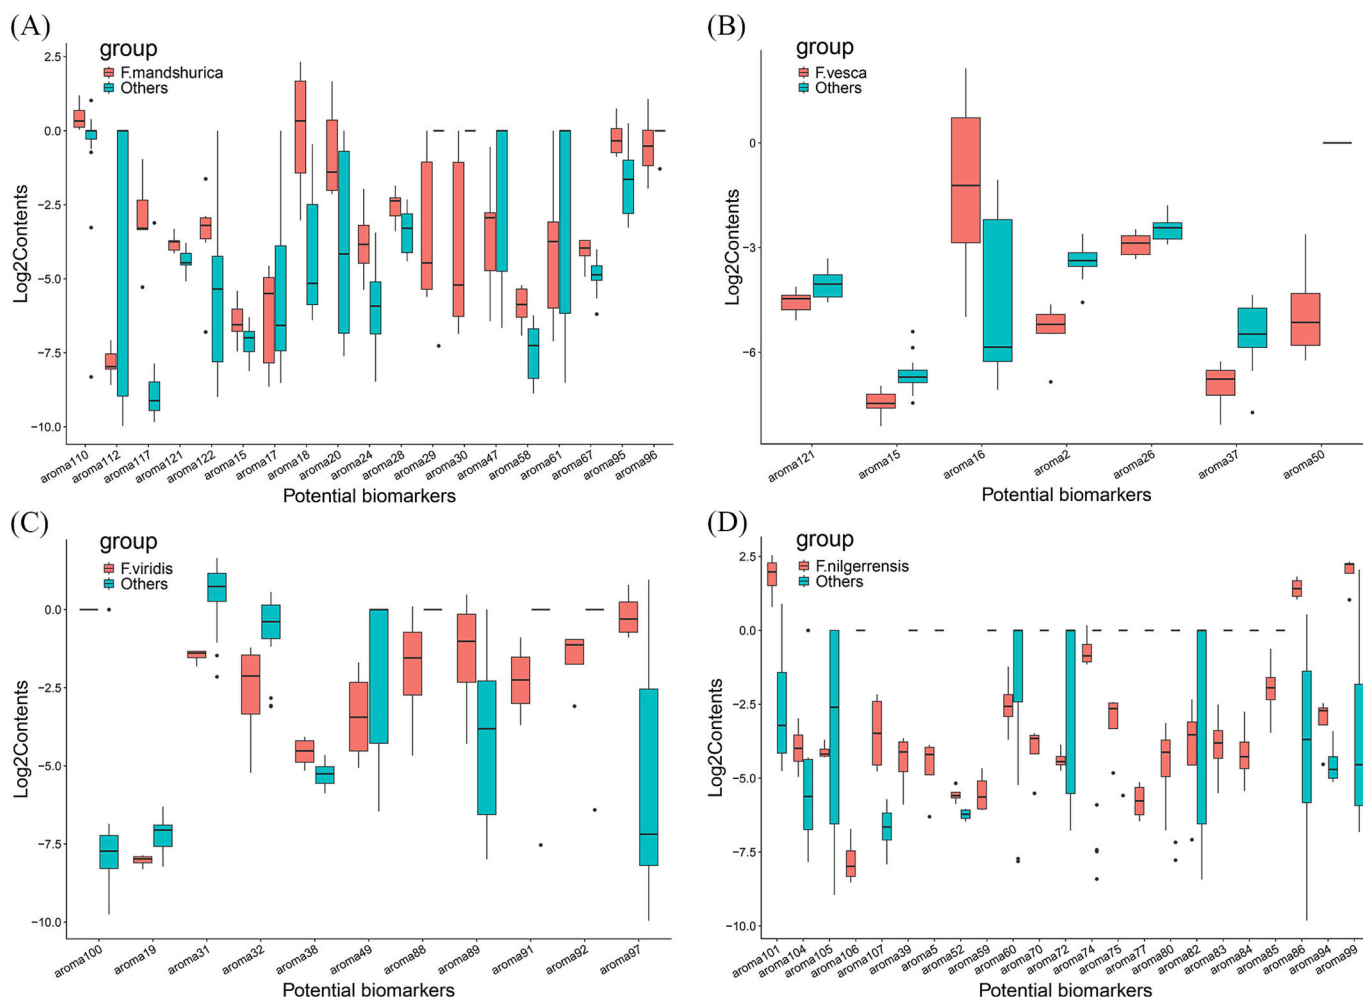 (A)
group
F.mandshurica
Others
2.5
0.0
−2.5
−5.0
−7.5
−10.0
Log2Contents
aroma110
aroma112
aroma117
aroma121
aroma122
aroma15
aroma17
aroma18
aroma20
aroma24
aroma28
aroma29
aroma30
aroma47
aroma58
aroma61
aroma67
aroma95
aroma96
Potential biomarkers
(B)
group
F.vesca
Others
0
−3
−6
Log2Contents
aroma121
aroma15
aroma16
aroma2
aroma26
aroma37
aroma50
Potential biomarkers
(C)
group
F.viridis
Others
0.0
−2.5
−5.0
−7.5
−10.0
Log2Contents
aroma100
aroma19
aroma31
aroma32
aroma38
aroma49
aroma88
aroma89
aroma91
aroma92
aroma97
Potential biomarkers
(D)
group
F.nilgerrensis
Others
2.5
0.0
−2.5
−5.0
−7.5
−10.0
Log2Contents
aroma101
aroma104
aroma105
aroma106
aroma107
aroma39
aroma5
aroma52
aroma59
aroma60
aroma70
aroma72
aroma74
aroma75
aroma77
aroma80
aroma82
aroma83
aroma84
aroma85
aroma86
aroma94
aroma99
Potential biomarkers